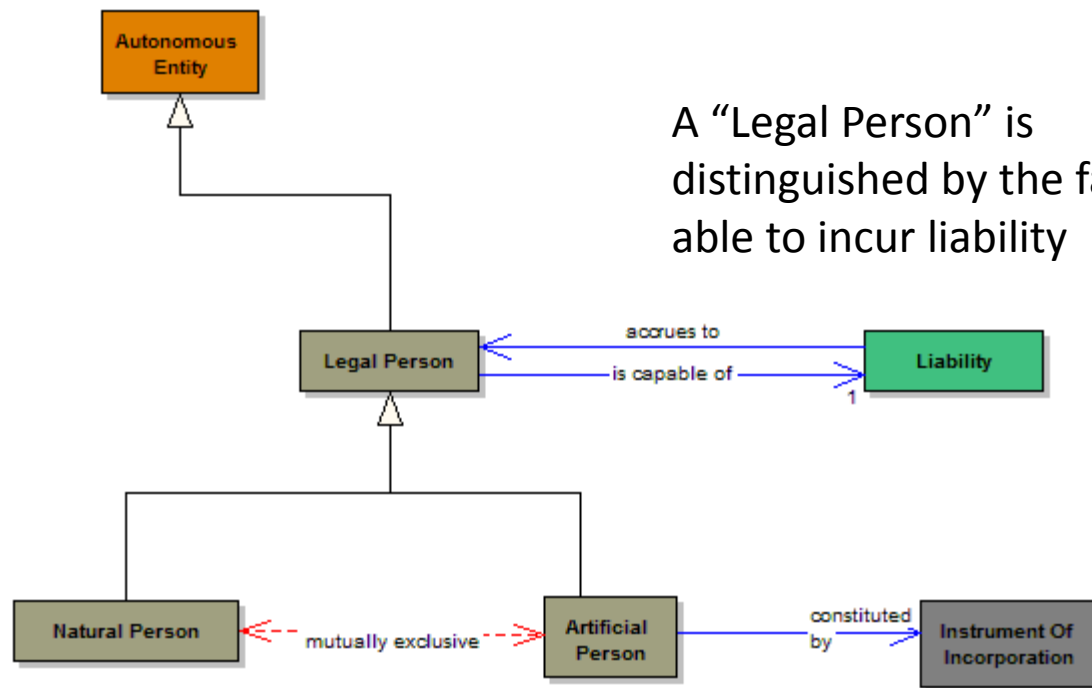 Autonomous
Entity
A “Legal Person” is
distinguished by the
able to incur liability
accrues to
Legal Person
is capable of
Liability
1
Natural Person
mutually exclusive
Artificial
Person
constituted
by
Instrument Of
Incorporation